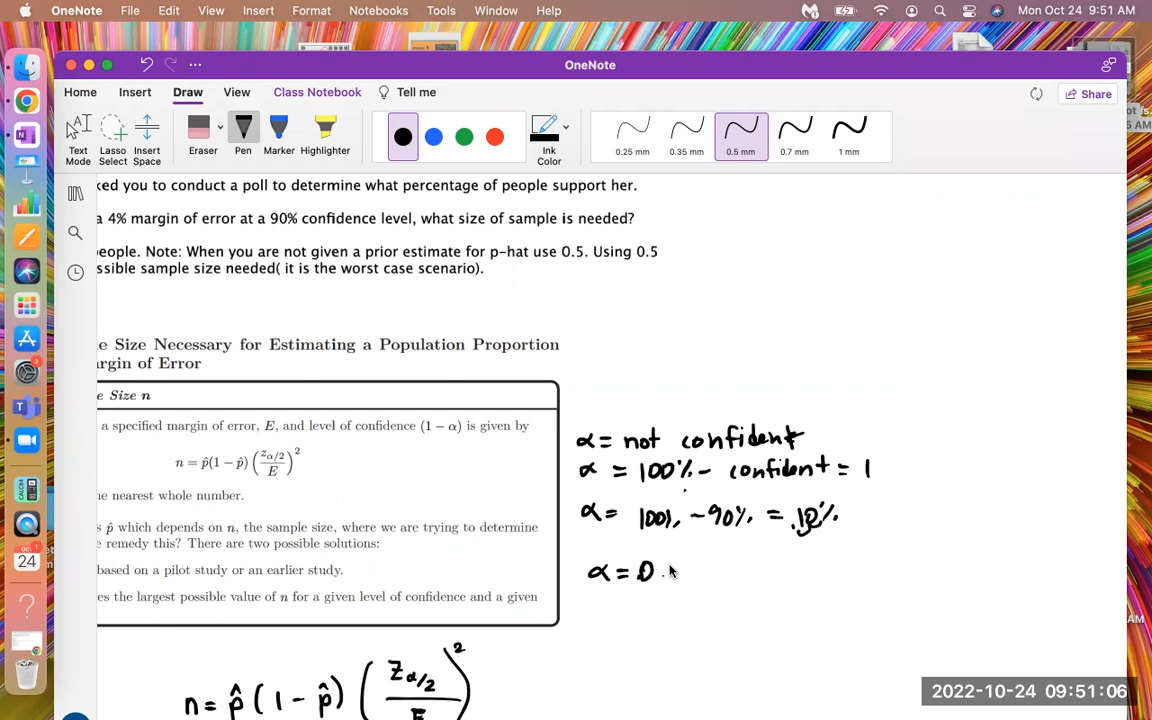 OneNote File Edit View Insert Format Notebooks Tools Window Help Mon Oct 24 9:51 AM
OneNote
Home Insert Draw View Class Notebook Tell me Share
Text Mode Lasso Select Insert Space Eraser Pen Marker Highlighter Ink Color 0.25 mm 0.35 mm 0.5 mm 0.7 mm 1 mm
ked you to conduct a poll to determine what percentage of people support her.
a 4% margin of error at a 90% confidence level, what size of sample is needed?
people. Note: When you are not given a prior estimate for p-hat use 0.5. Using 0.5
ossible sample size needed( it is the worst case scenario).
le Size Necessary for Estimating a Population Proportion
argin of Error
e Size n
a specified margin of error, E, and level of confidence (1 − α) is given by
n = p̂(1 − p̂) (zα/2 / E)²
he nearest whole number.
s p̂ which depends on n, the sample size, where we are trying to determine
e remedy this? There are two possible solutions:
based on a pilot study or an earlier study.
es the largest possible value of n for a given level of confidence and a given
α = not confident
α = 100% - confident = 1
α = 100% - 90% = .10%
α = 0.
n = p̂ (1 - p̂) (Zα/2 / E)²
OCT
24
CALC84
AM
2022-10-24 09:51:06